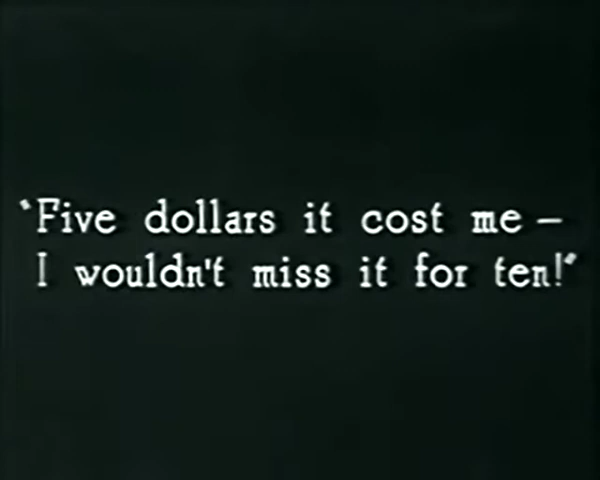 "Five dollars it cost me —
I wouldn't miss it for ten!"